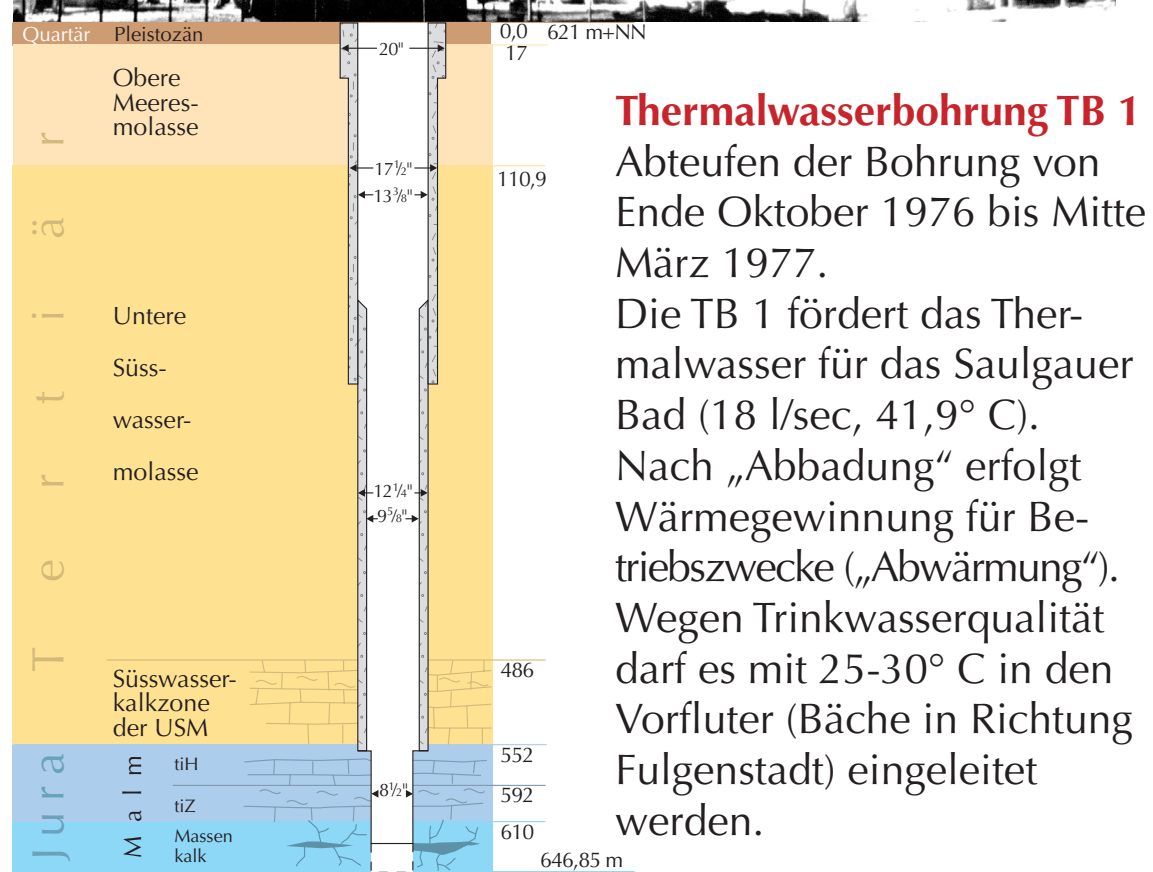 Quartär Pleistozän
0,0 621 m+NN
17
20"
Obere
Meeres-
molasse
17½"
13⅜"
110,9
Tertiär
Untere
Süss-
wasser-
molasse
12¼"
9⅝"
486
Süsswasser-
kalkzone
der USM
552
Jura
Malm
tiH
8½"
592
tiZ
610
Massen
kalk
646,85 m
Thermalwasserbohrung TB 1
Abteufen der Bohrung von
Ende Oktober 1976 bis Mitte
März 1977.
Die TB 1 fördert das Ther-
malwasser für das Saulgauer
Bad (18 l/sec, 41,9° C).
Nach „Abbadung“ erfolgt
Wärmegewinnung für Be-
triebszwecke („Abwärmung“).
Wegen Trinkwasserqualität
darf es mit 25-30° C in den
Vorfluter (Bäche in Richtung
Fulgenstadt) eingeleitet
werden.